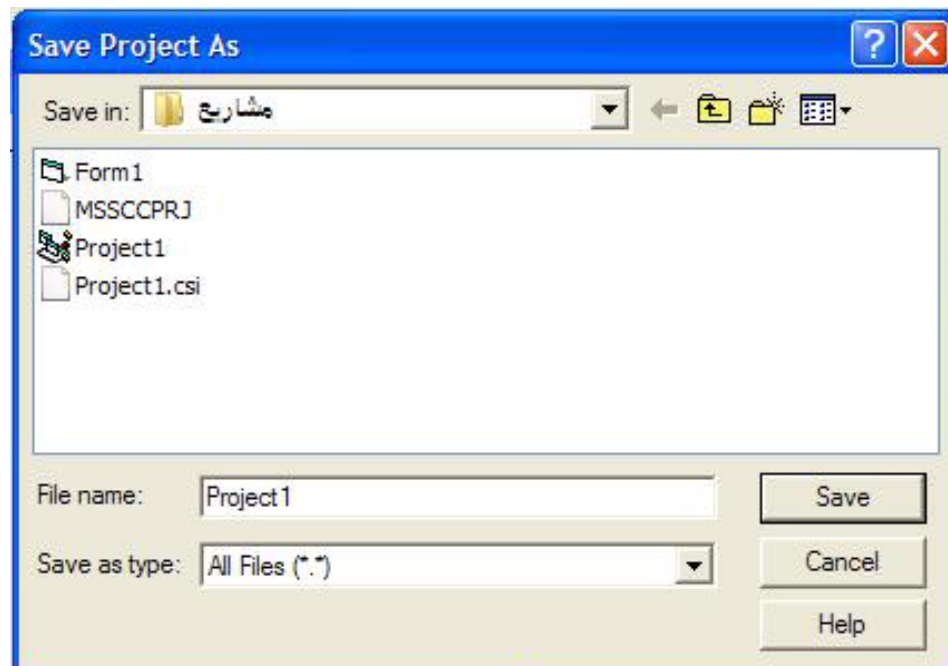 Save Project As
Save in: مشاريع
Form1
MSSCCPRJ
Project1
Project1.csi
File name: Project1 Save
Save as type: All Files (*.*) Cancel
Help